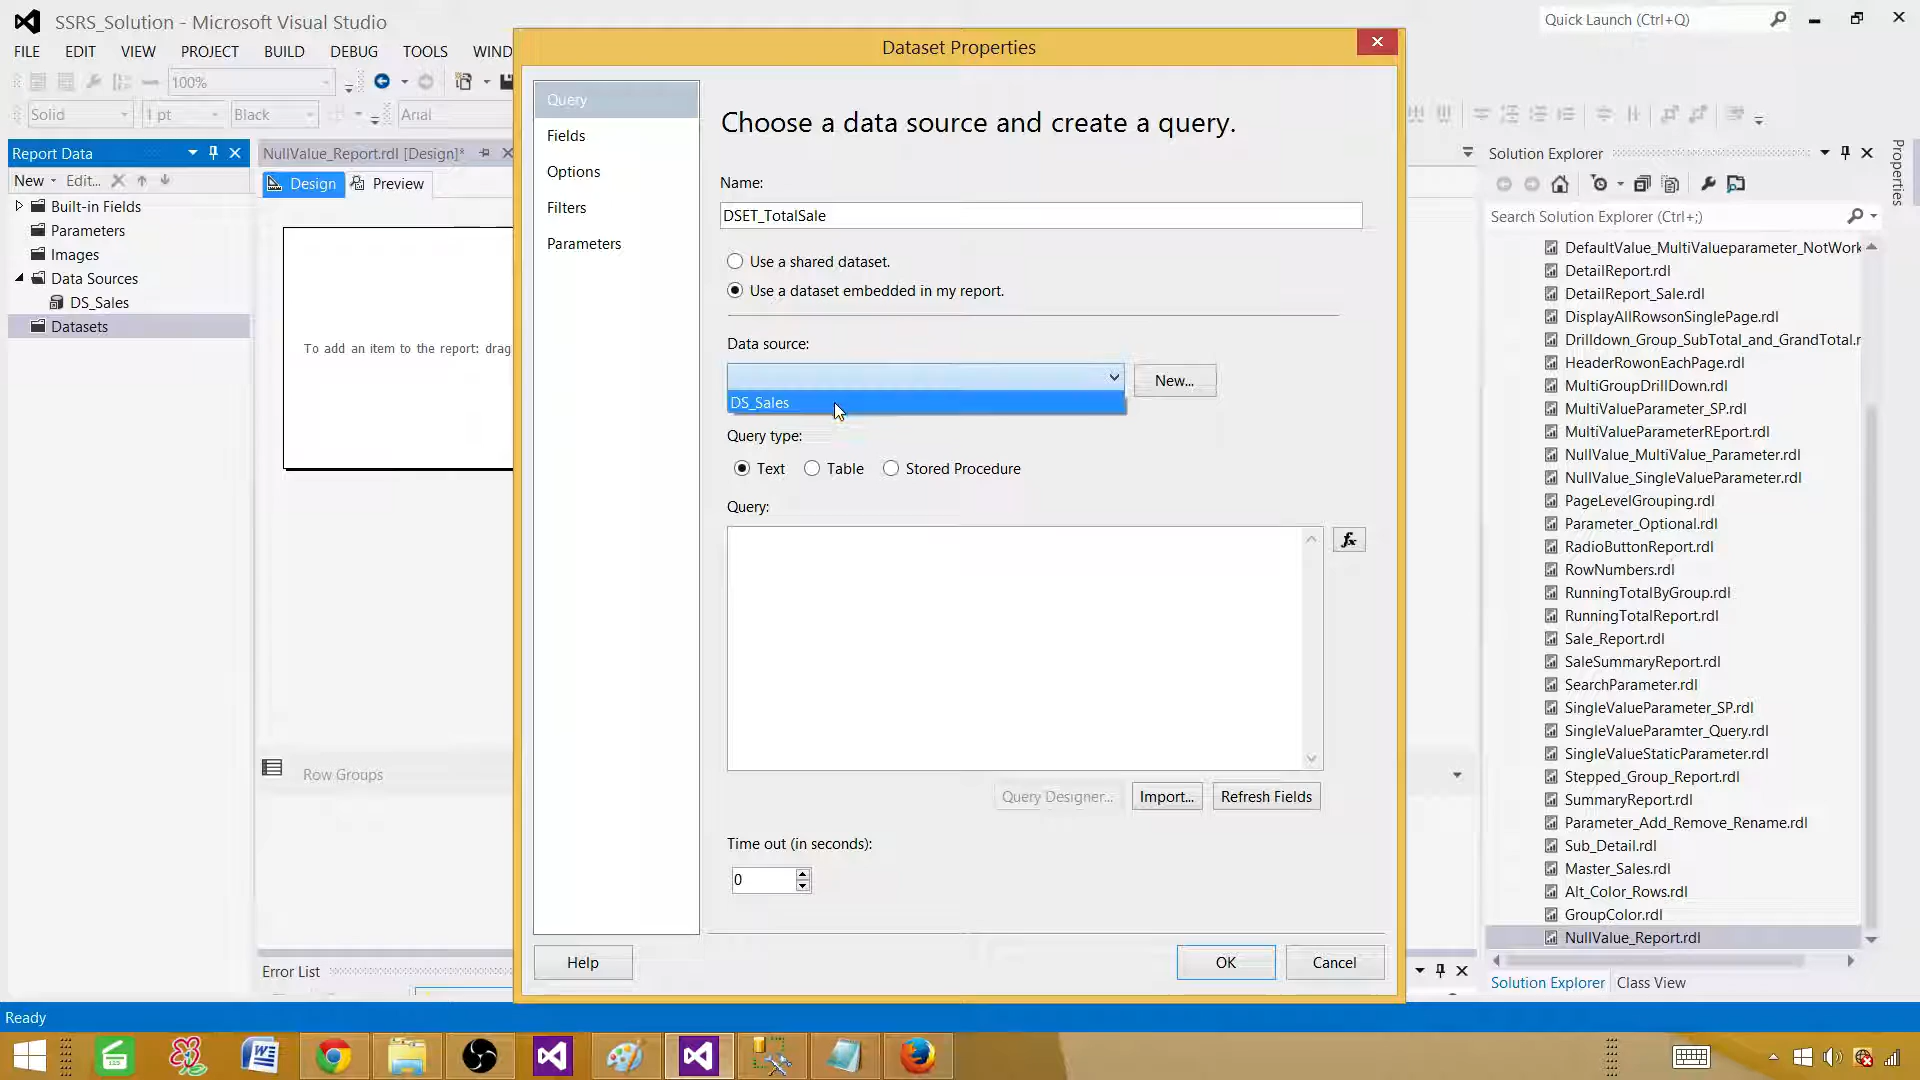 SSRS_Solution - Microsoft Visual Studio
Quick Launch (Ctrl+Q)
FILE EDIT VIEW PROJECT BUILD DEBUG TOOLS WIND
100%
Solid 1 pt Black Arial
Report Data
New Edit...
Built-in Fields
Parameters
Images
Data Sources
DS_Sales
Datasets
NullValue_Report.rdl [Design]*
Design Preview
To add an item to the report: drag
Row Groups
Error List
Dataset Properties
Query
Fields
Options
Filters
Parameters
Choose a data source and create a query.
Name:
DSET_TotalSale
Use a shared dataset.
Use a dataset embedded in my report.
Data source:
New...
DS_Sales
Query type:
Text Table Stored Procedure
Query:
fx
Query Designer... Import... Refresh Fields
Time out (in seconds):
0
Help OK Cancel
Solution Explorer
Search Solution Explorer (Ctrl+;)
DefaultValue_MultiValueparameter_NotWork
DetailReport.rdl
DetailReport_Sale.rdl
DisplayAllRowsonSinglePage.rdl
Drilldown_Group_SubTotal_and_GrandTotal.r
HeaderRowonEachPage.rdl
MultiGroupDrillDown.rdl
MultiValueParameter_SP.rdl
MultiValueParameterREport.rdl
NullValue_MultiValue_Parameter.rdl
NullValue_SingleValueParameter.rdl
PageLevelGrouping.rdl
Parameter_Optional.rdl
RadioButtonReport.rdl
RowNumbers.rdl
RunningTotalByGroup.rdl
RunningTotalReport.rdl
Sale_Report.rdl
SaleSummaryReport.rdl
SearchParameter.rdl
SingleValueParameter_SP.rdl
SingleValueParamter_Query.rdl
SingleValueStaticParameter.rdl
Stepped_Group_Report.rdl
SummaryReport.rdl
Parameter_Add_Remove_Rename.rdl
Sub_Detail.rdl
Master_Sales.rdl
Alt_Color_Rows.rdl
GroupColor.rdl
NullValue_Report.rdl
Solution Explorer Class View
Properties
Ready